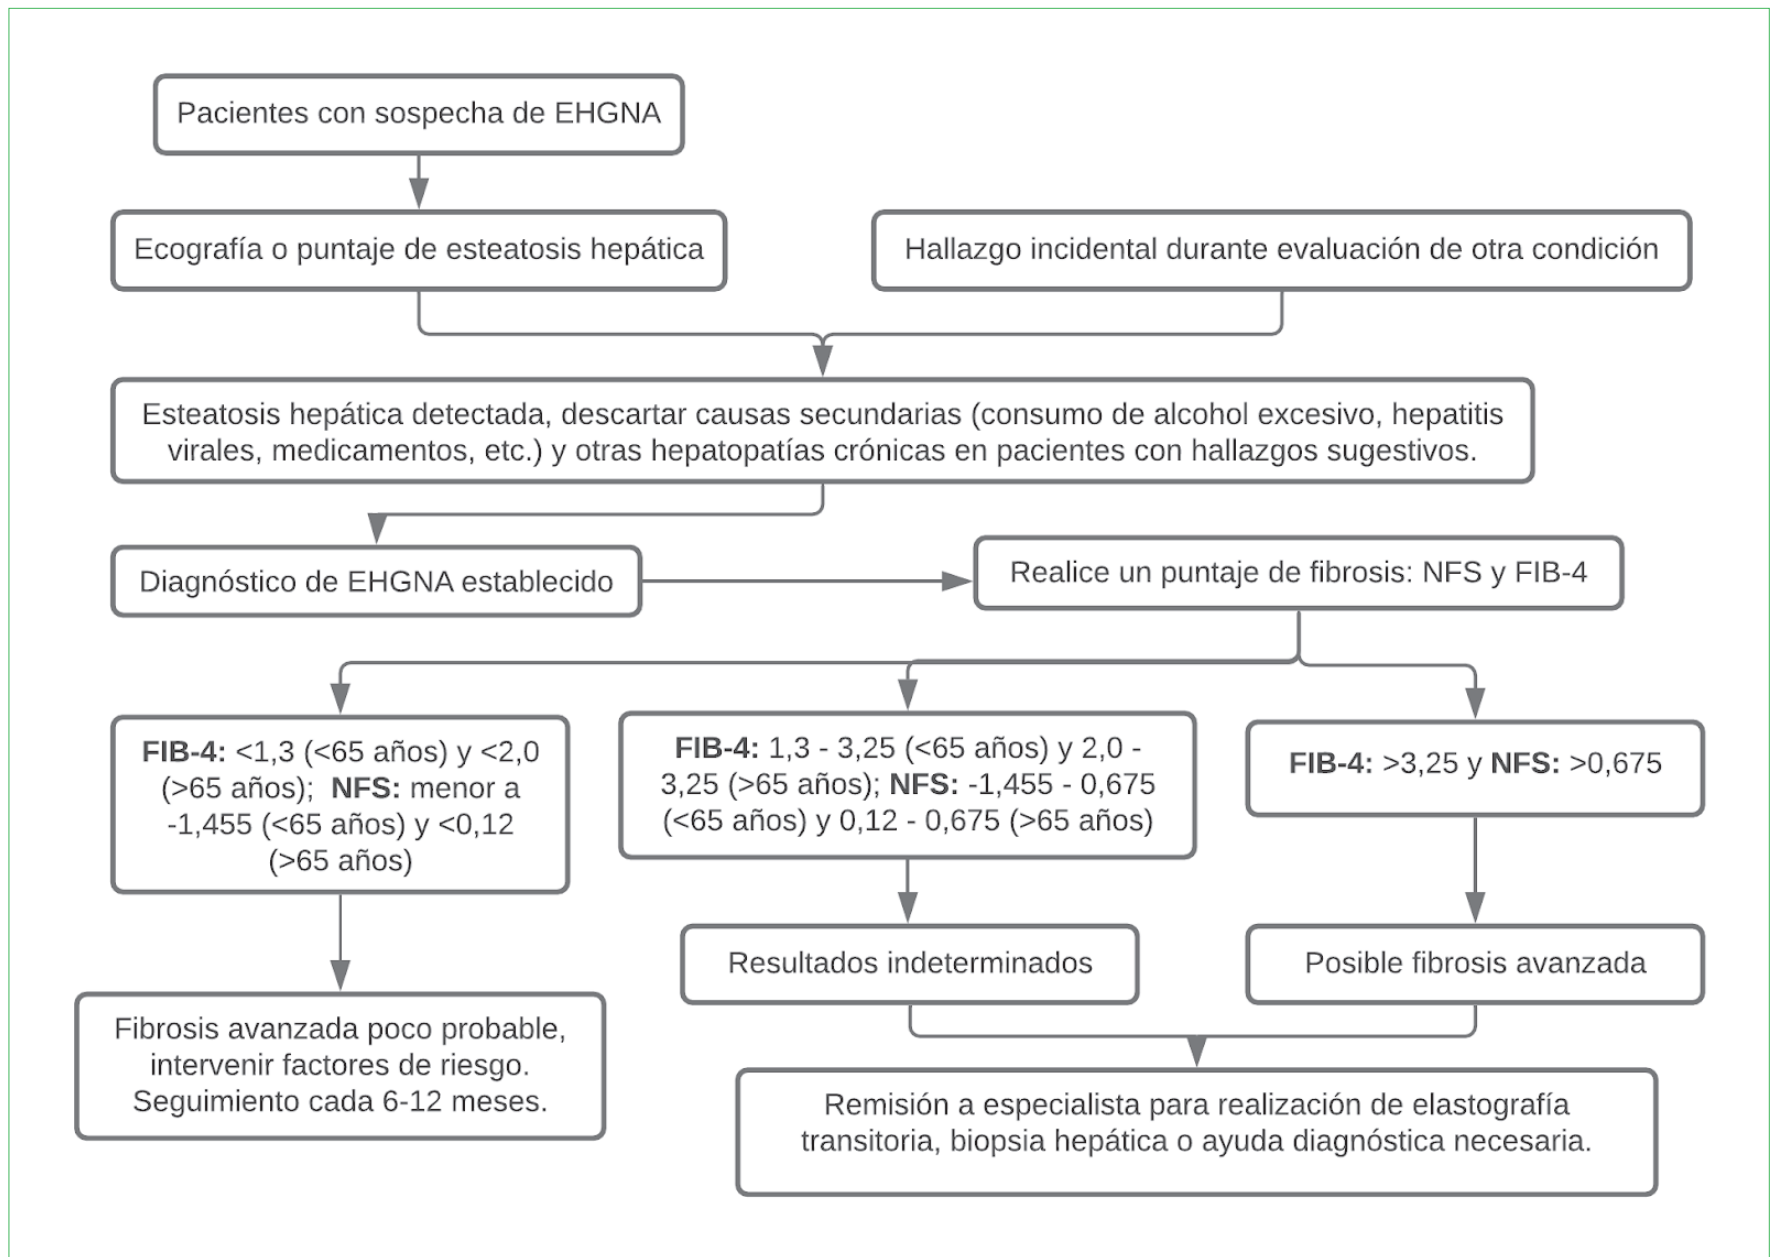 Pacientes con sospecha de EHGNA
Ecografía o puntaje de esteatosis hepática
Hallazgo incidental durante evaluación de otra condición
Esteatosis hepática detectada, descartar causas secundarias (consumo de alcohol excesivo, hepatitis
virales, medicamentos, etc.) y otras hepatopatías crónicas en pacientes con hallazgos sugestivos.
Diagnóstico de EHGNA establecido
Realice un puntaje de fibrosis: NFS y FIB-4
FIB-4: <1,3 (<65 años) y <2,0
(>65 años); NFS: menor a
-1,455 (<65 años) y <0,12
(>65 años)
FIB-4: 1,3 - 3,25 (<65 años) y 2,0 -
3,25 (>65 años); NFS: -1,455 - 0,675
(<65 años) y 0,12 - 0,675 (>65 años)
FIB-4: >3,25 y NFS: >0,675
Resultados indeterminados
Posible fibrosis avanzada
Fibrosis avanzada poco probable,
intervenir factores de riesgo.
Seguimiento cada 6-12 meses.
Remisión a especialista para realización de elastografía
transitoria, biopsia hepática o ayuda diagnóstica necesaria.